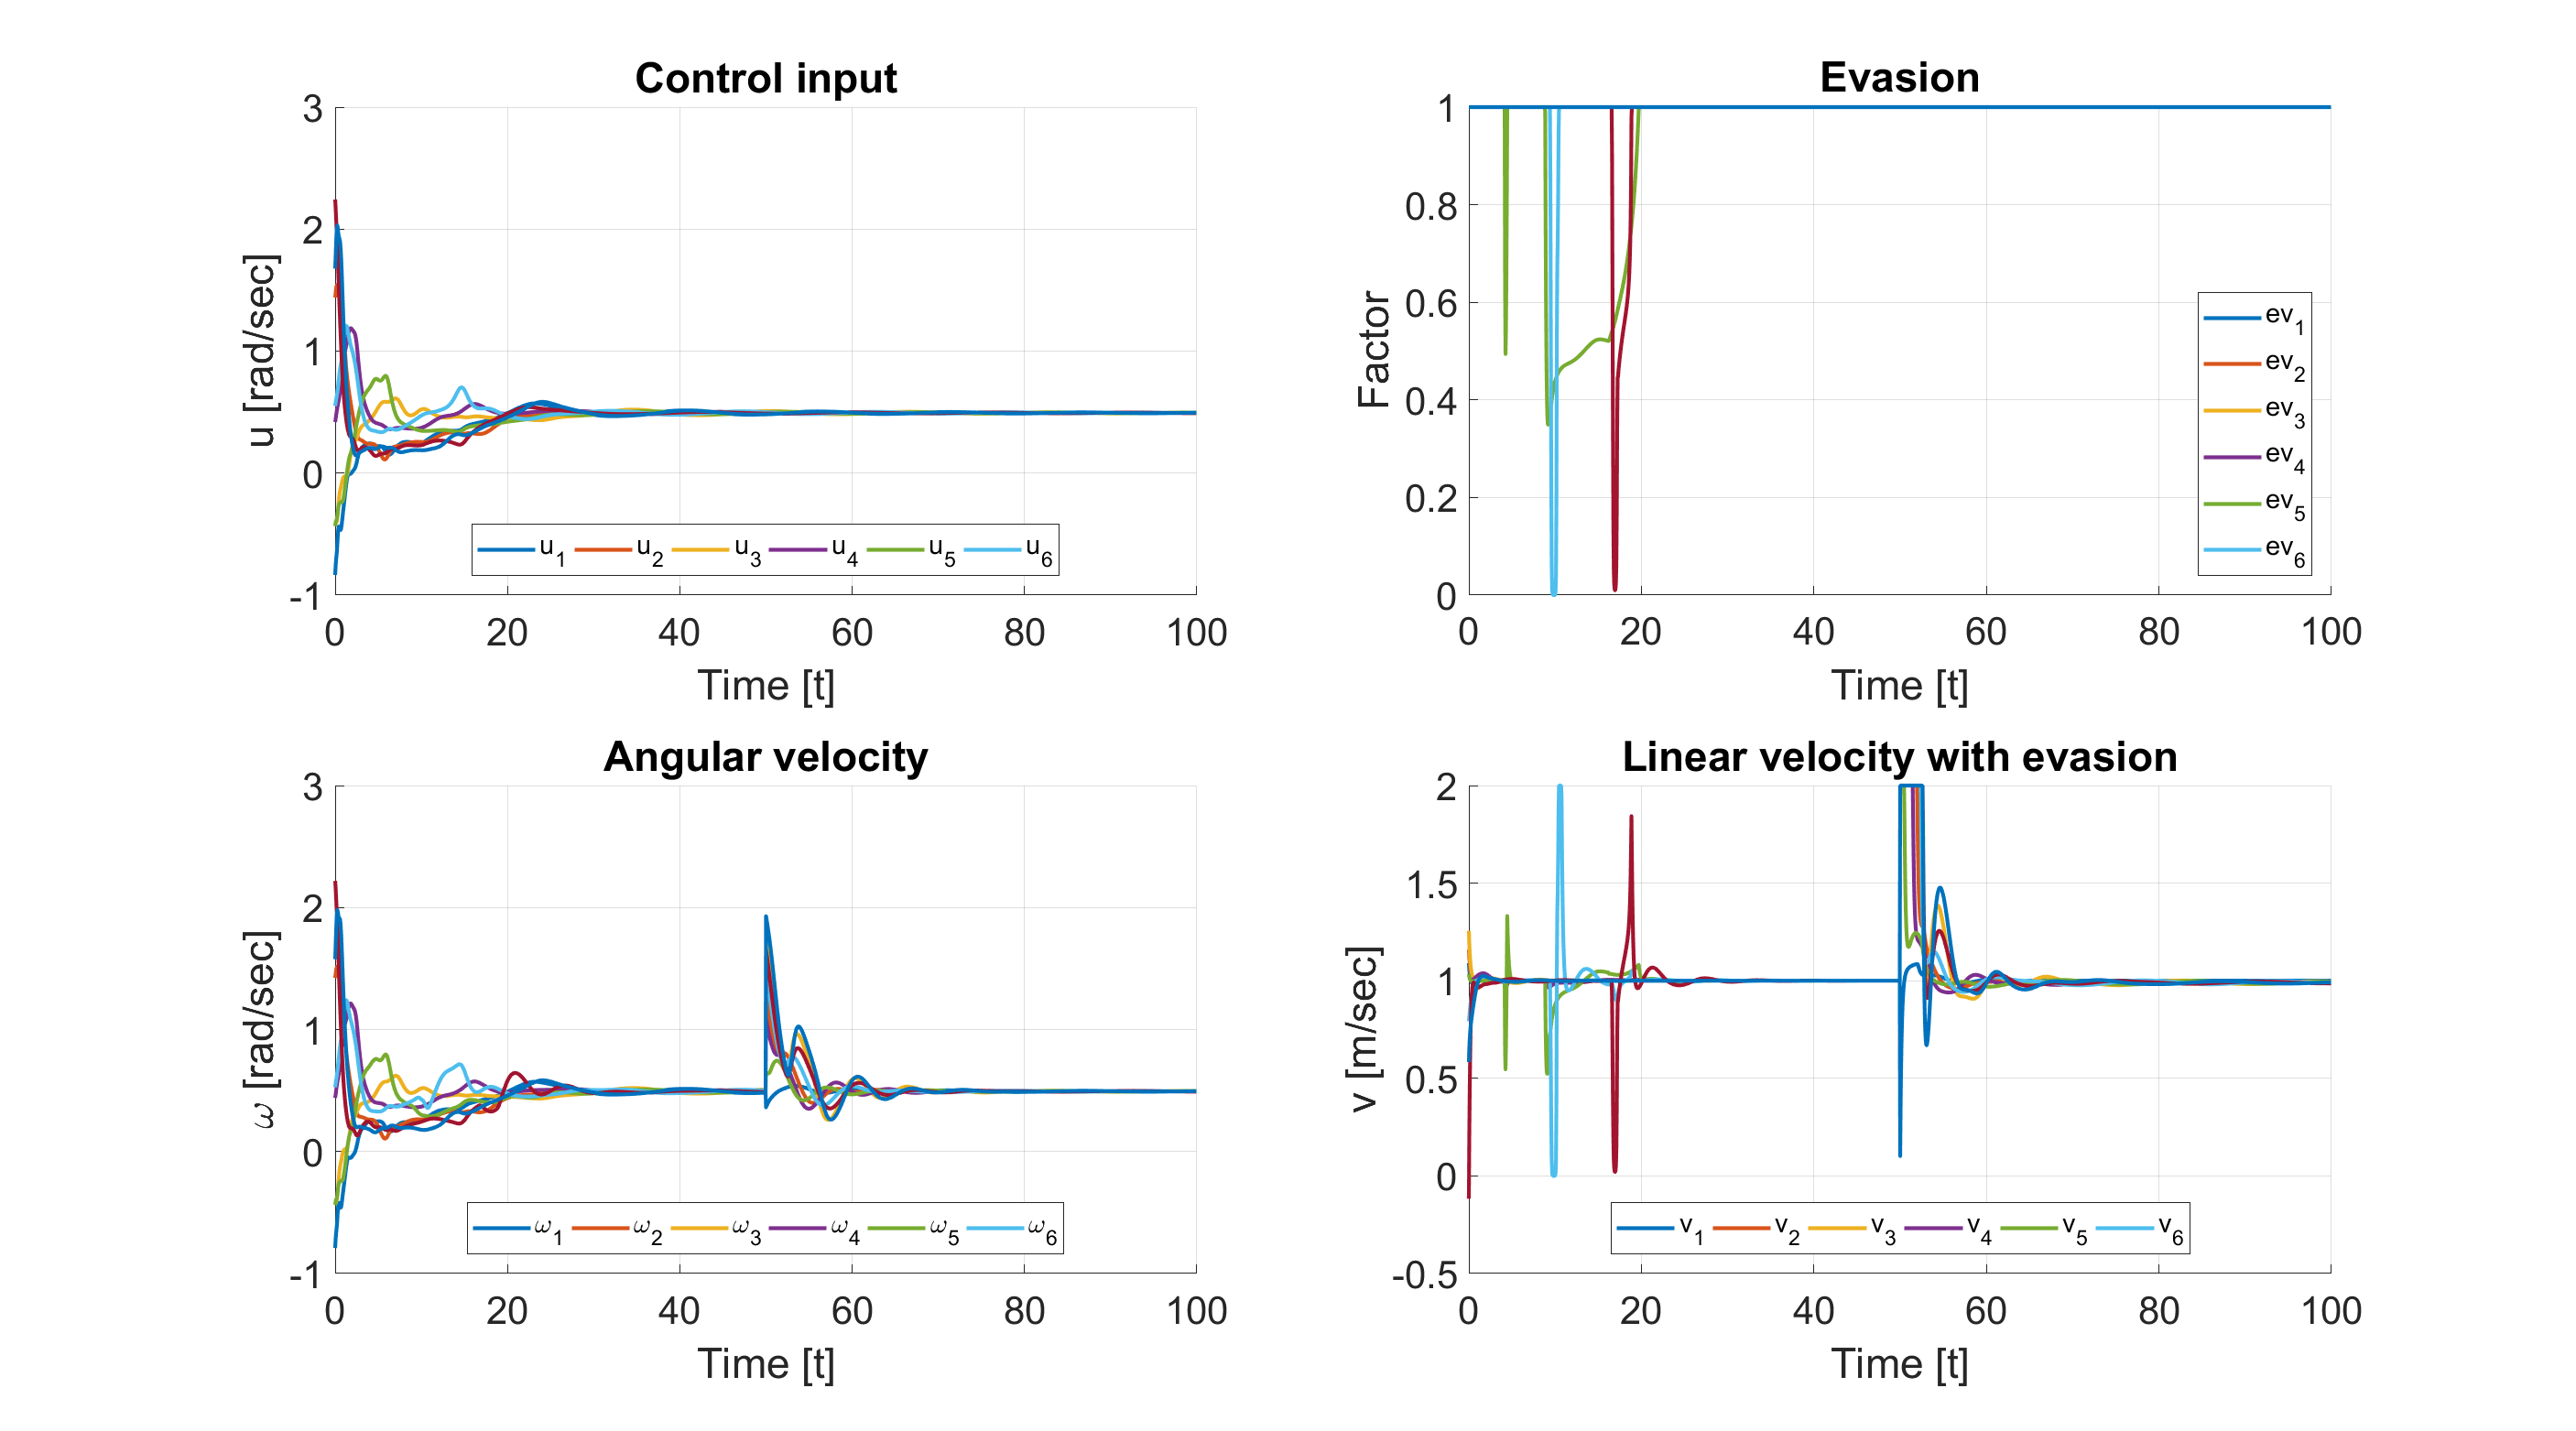 Control input
3
2
1
0
-1
u [rad/sec]
u1 u2 u3 u4 u5 u6
0 20 40 60 80 100
Time [t]
Evasion
1
0.8
0.6
0.4
0.2
0
Factor
ev1
ev2
ev3
ev4
ev5
ev6
0 20 40 60 80 100
Time [t]
Angular velocity
3
2
1
0
-1
ω [rad/sec]
ω1 ω2 ω3 ω4 ω5 ω6
0 20 40 60 80 100
Time [t]
Linear velocity with evasion
2
1.5
1
0.5
0
-0.5
v [m/sec]
v1 v2 v3 v4 v5 v6
0 20 40 60 80 100
Time [t]